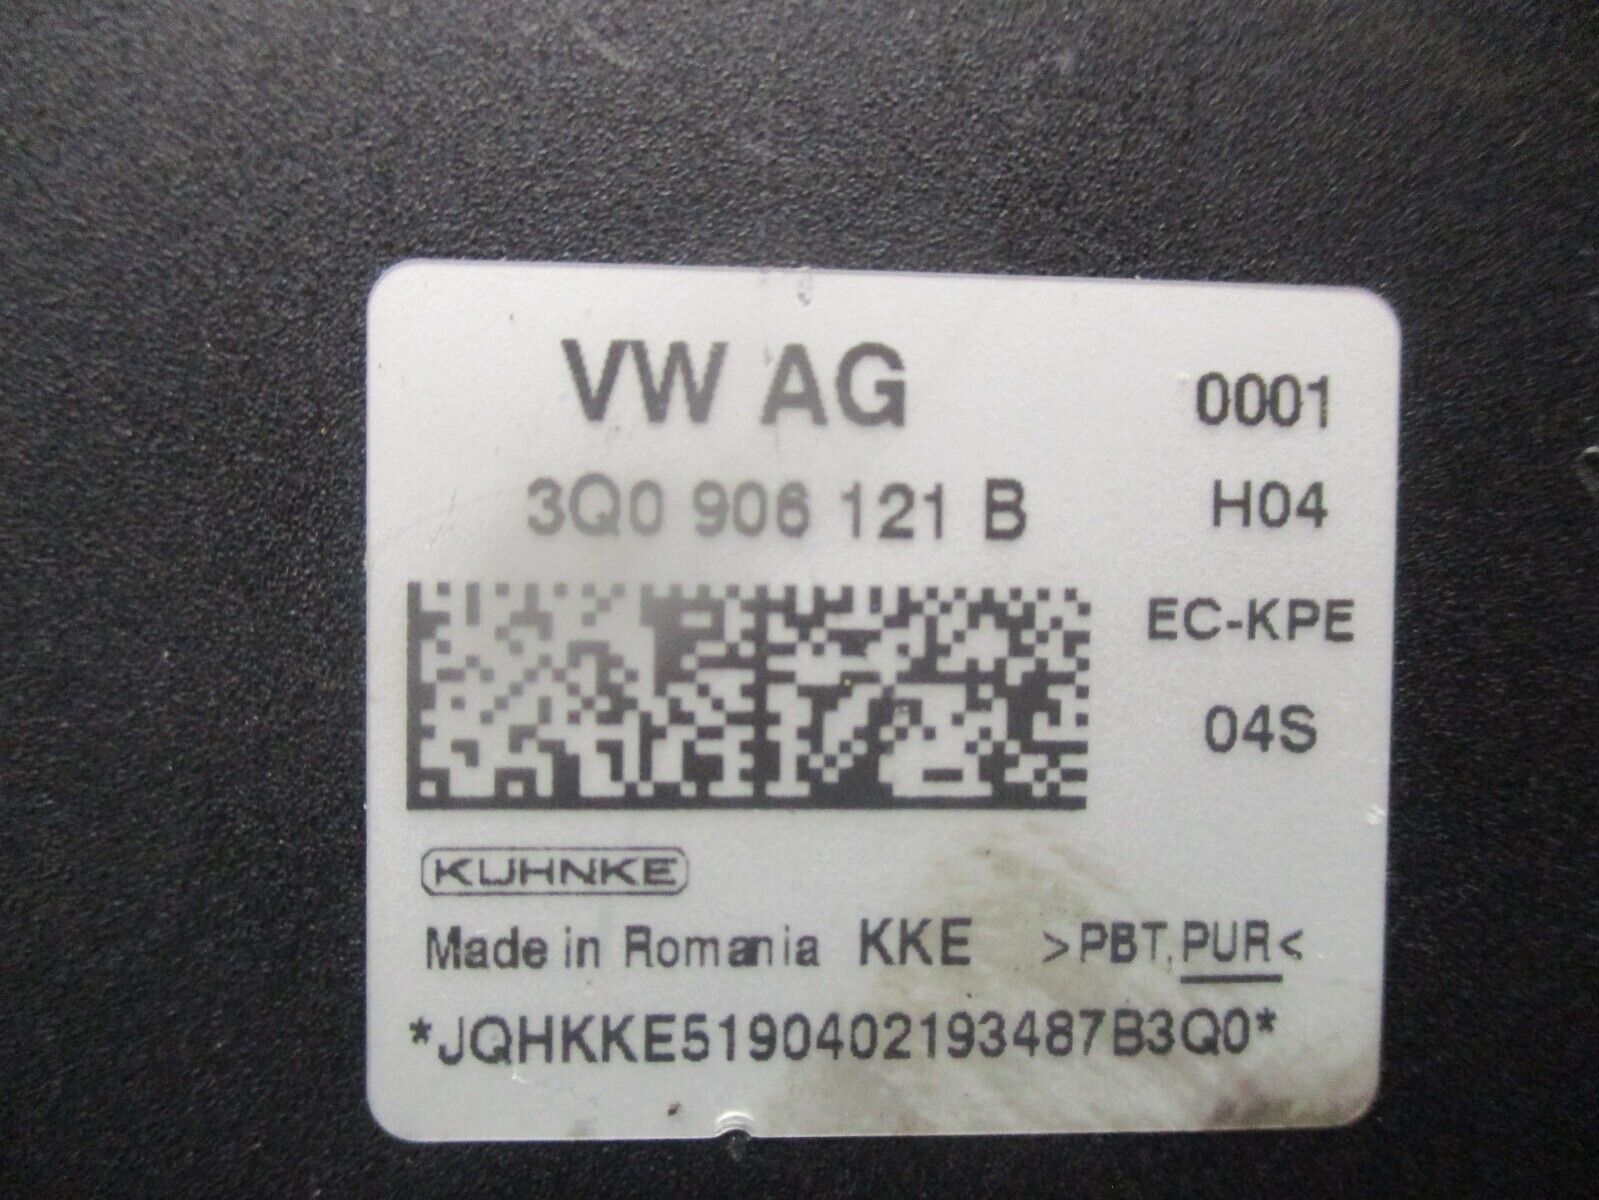 VW AG 0001
3Q0 906 121 B H04
EC-KPE
04S
KUHNKE
Made in Romania KKE >PBT,PUR<
*JQHKKE5190402193487B3Q0*